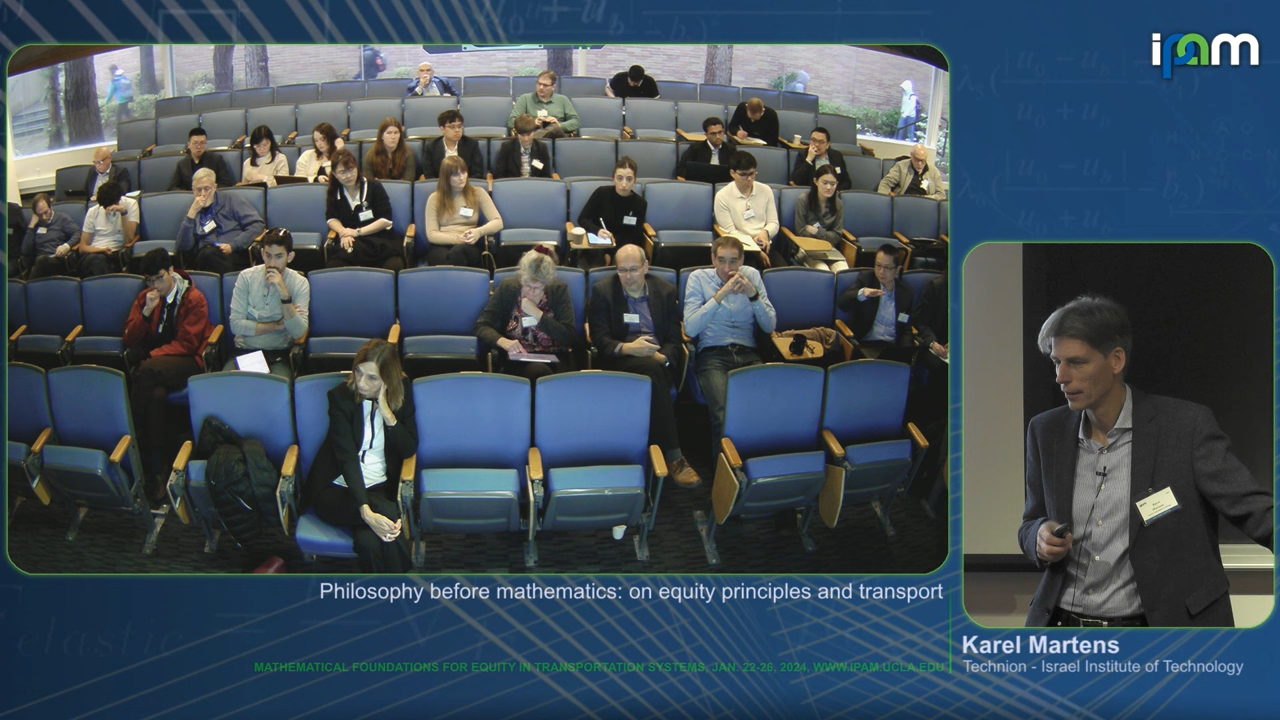 ipam
Philosophy before mathematics: on equity principles and transport
Karel Martens
Technion - Israel Institute of Technology
MATHEMATICAL FOUNDATIONS FOR EQUITY IN TRANSPORTATION SYSTEMS, JAN. 22-26, 2024, WWW.IPAM.UCLA.EDU
elastic